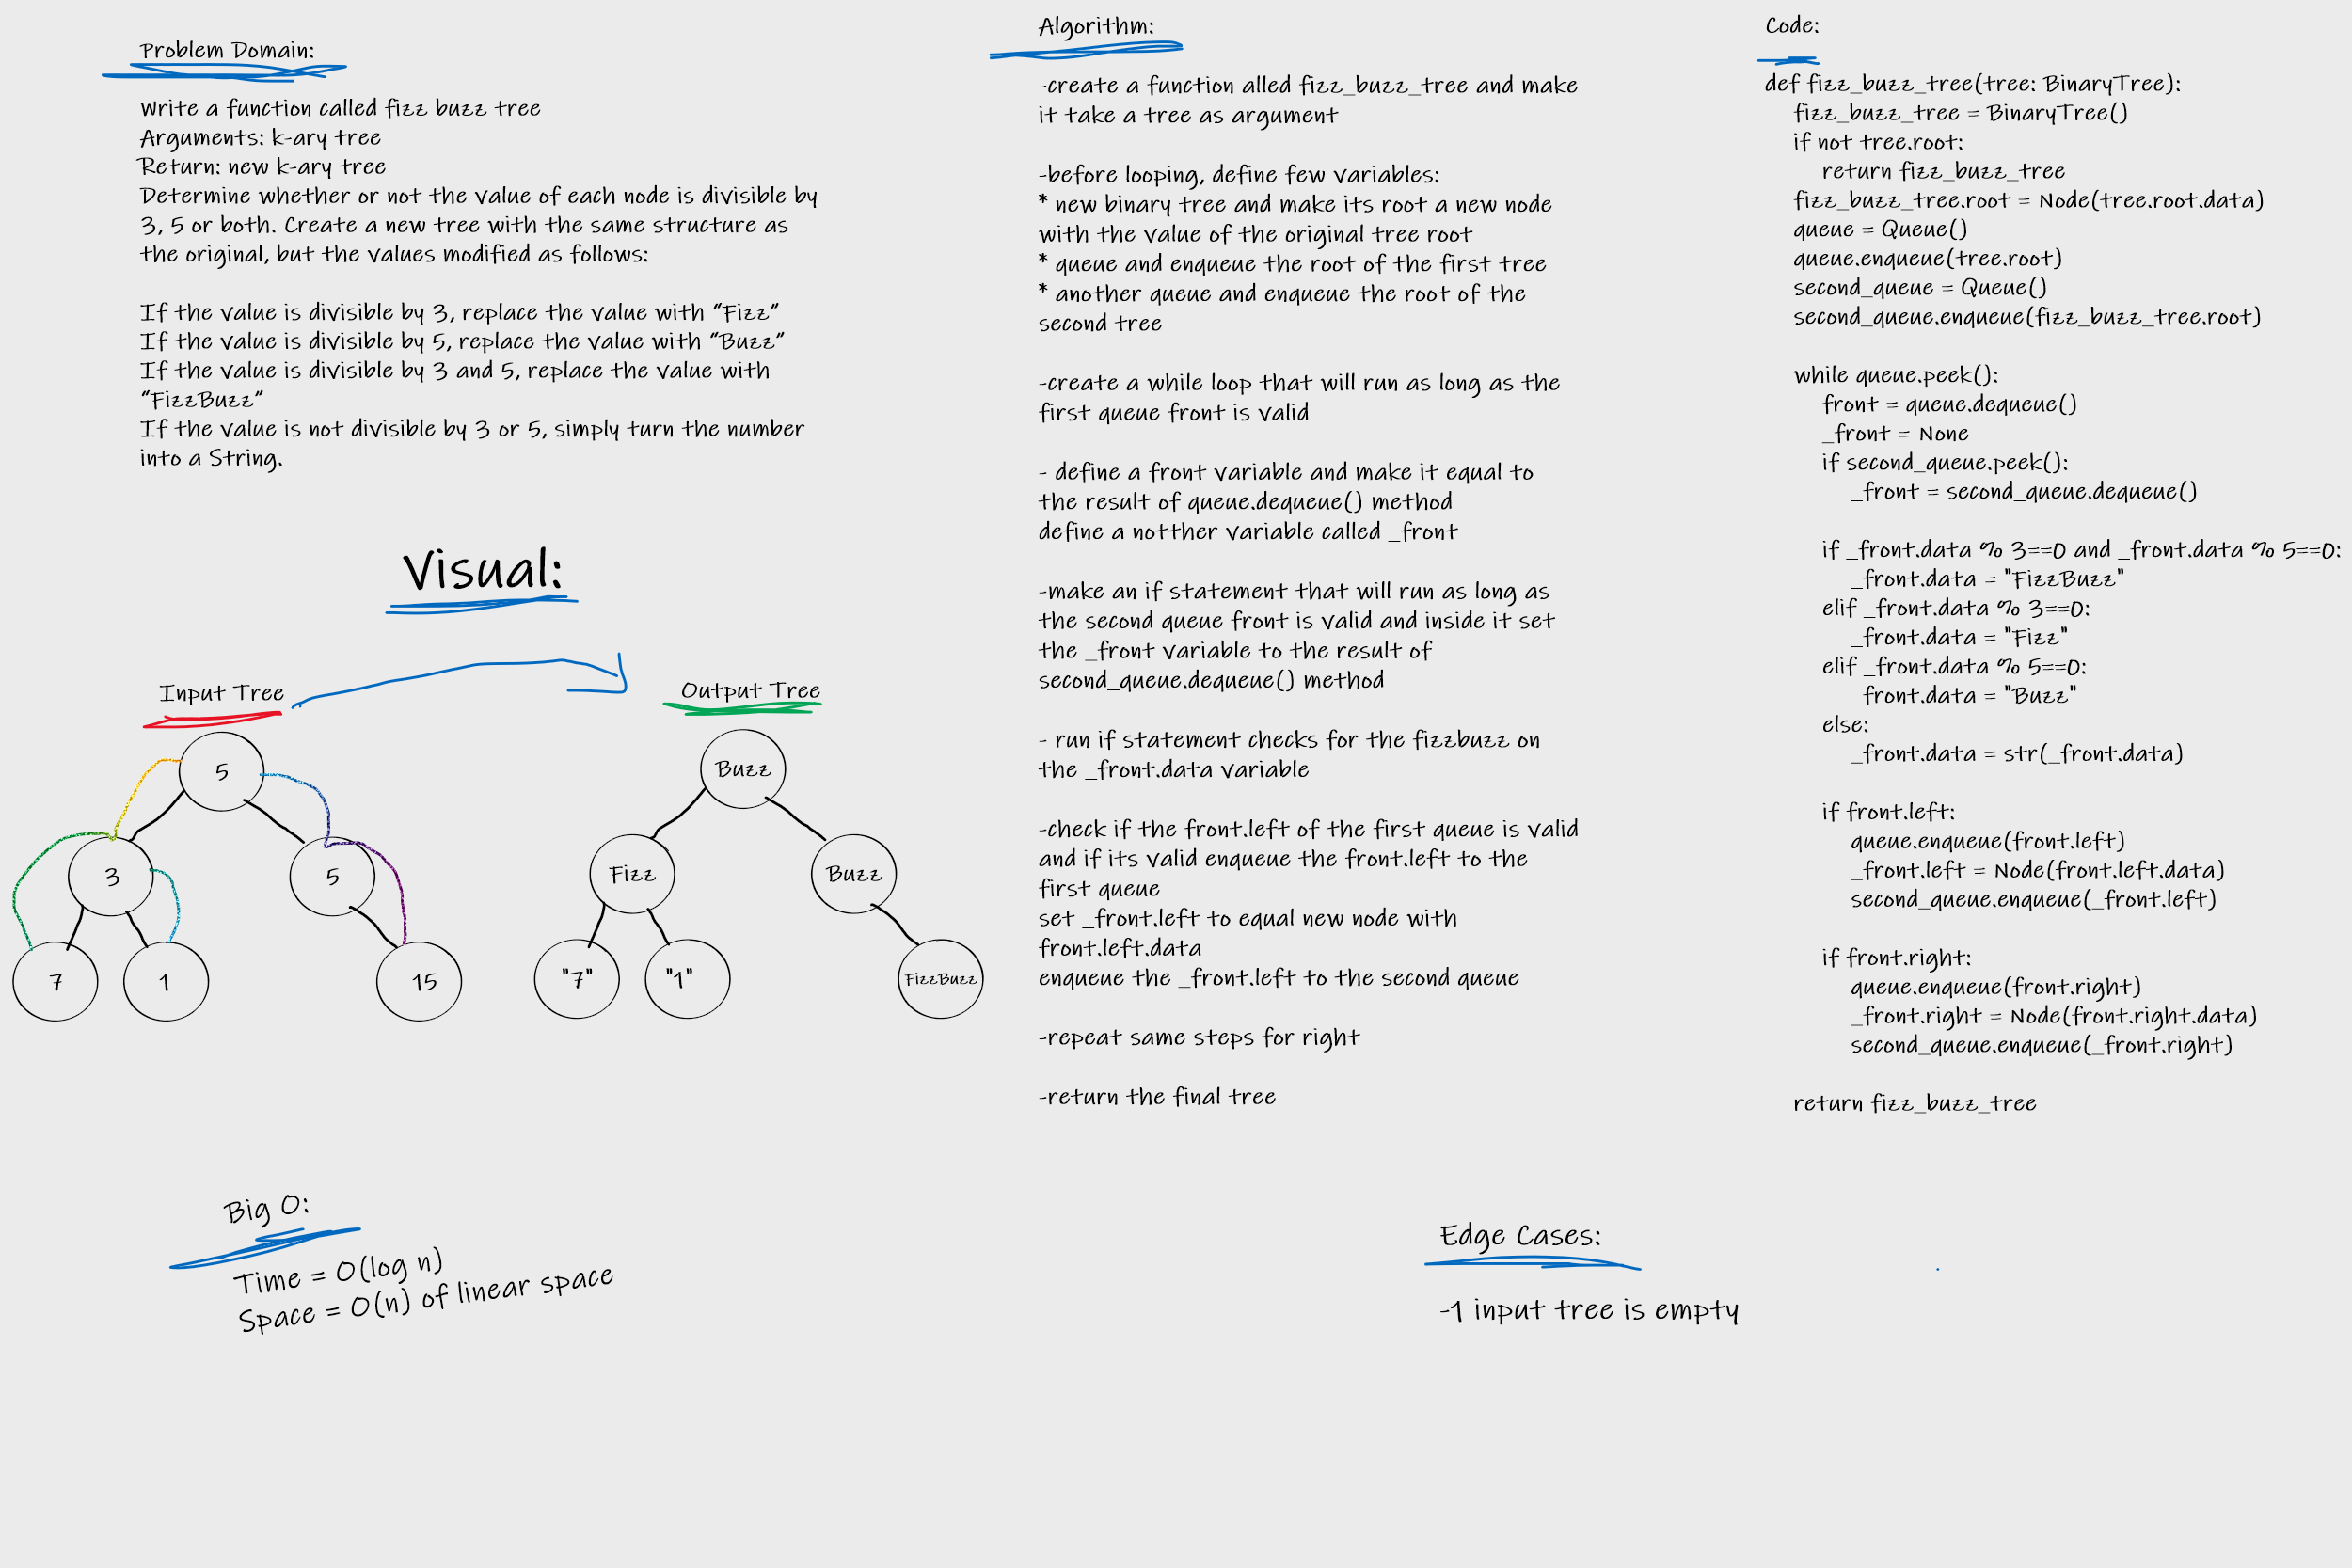 Problem Domain:
Write a function called fizz buzz tree
Arguments: k-ary tree
Return: new k-ary tree
Determine whether or not the value of each node is divisible by
3, 5 or both. Create a new tree with the same structure as
the original, but the values modified as follows:
If the value is divisible by 3, replace the value with “Fizz”
If the value is divisible by 5, replace the value with “Buzz”
If the value is divisible by 3 and 5, replace the value with
“FizzBuzz”
If the value is not divisible by 3 or 5, simply turn the number
into a String.
Visual:
Input Tree
5
3
5
7
1
15
Output Tree
Buzz
Fizz
Buzz
"7"
"1"
FizzBuzz
Big O:
Time = O(log n)
Space = O(n) of linear space
Algorithm:
-create a function alled fizz_buzz_tree and make
it take a tree as argument
-before looping, define few variables:
* new binary tree and make its root a new node
with the value of the original tree root
* queue and enqueue the root of the first tree
* another queue and enqueue the root of the
second tree
-create a while loop that will run as long as the
first queue front is valid
- define a front variable and make it equal to
the result of queue.dequeue() method
define a notther variable called _front
-make an if statement that will run as long as
the second queue front is valid and inside it set
the _front variable to the result of
second_queue.dequeue() method
- run if statement checks for the fizzbuzz on
the _front.data variable
-check if the front.left of the first queue is valid
and if its valid enqueue the front.left to the
first queue
set _front.left to equal new node with
front.left.data
enqueue the _front.left to the second queue
-repeat same steps for right
-return the final tree
Code:
def fizz_buzz_tree(tree: BinaryTree):
fizz_buzz_tree = BinaryTree()
if not tree.root:
return fizz_buzz_tree
fizz_buzz_tree.root = Node(tree.root.data)
queue = Queue()
queue.enqueue(tree.root)
second_queue = Queue()
second_queue.enqueue(fizz_buzz_tree.root)
while queue.peek():
front = queue.dequeue()
_front = None
if second_queue.peek():
_front = second_queue.dequeue()
if _front.data % 3==0 and _front.data % 5==0:
_front.data = "FizzBuzz"
elif _front.data % 3==0:
_front.data = "Fizz"
elif _front.data % 5==0:
_front.data = "Buzz"
else:
_front.data = str(_front.data)
if front.left:
queue.enqueue(front.left)
_front.left = Node(front.left.data)
second_queue.enqueue(_front.left)
if front.right:
queue.enqueue(front.right)
_front.right = Node(front.right.data)
second_queue.enqueue(_front.right)
return fizz_buzz_tree
Edge Cases:
-1 input tree is empty